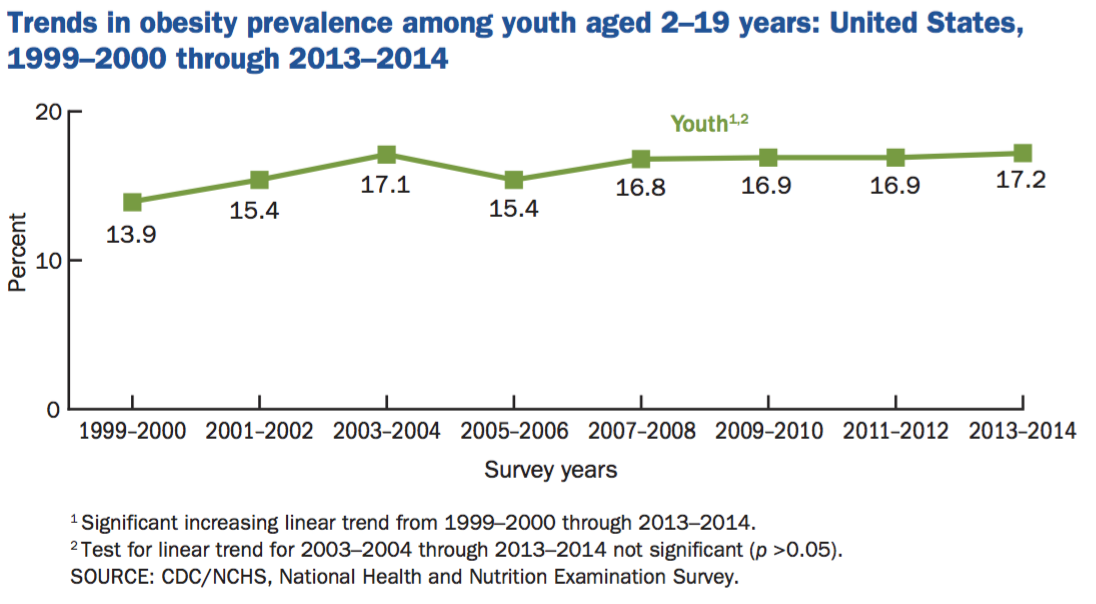 Trends in obesity prevalence among youth aged 2–19 years: United States,
1999–2000 through 2013–2014
20
Youth1,2
17.1
15.4
13.9
15.4
16.8
16.9
16.9
17.2
Percent
10
0
1999–2000 2001–2002 2003–2004 2005–2006 2007–2008 2009–2010 2011–2012 2013–2014
Survey years
1 Significant increasing linear trend from 1999–2000 through 2013–2014.
2 Test for linear trend for 2003–2004 through 2013–2014 not significant (p >0.05).
SOURCE: CDC/NCHS, National Health and Nutrition Examination Survey.